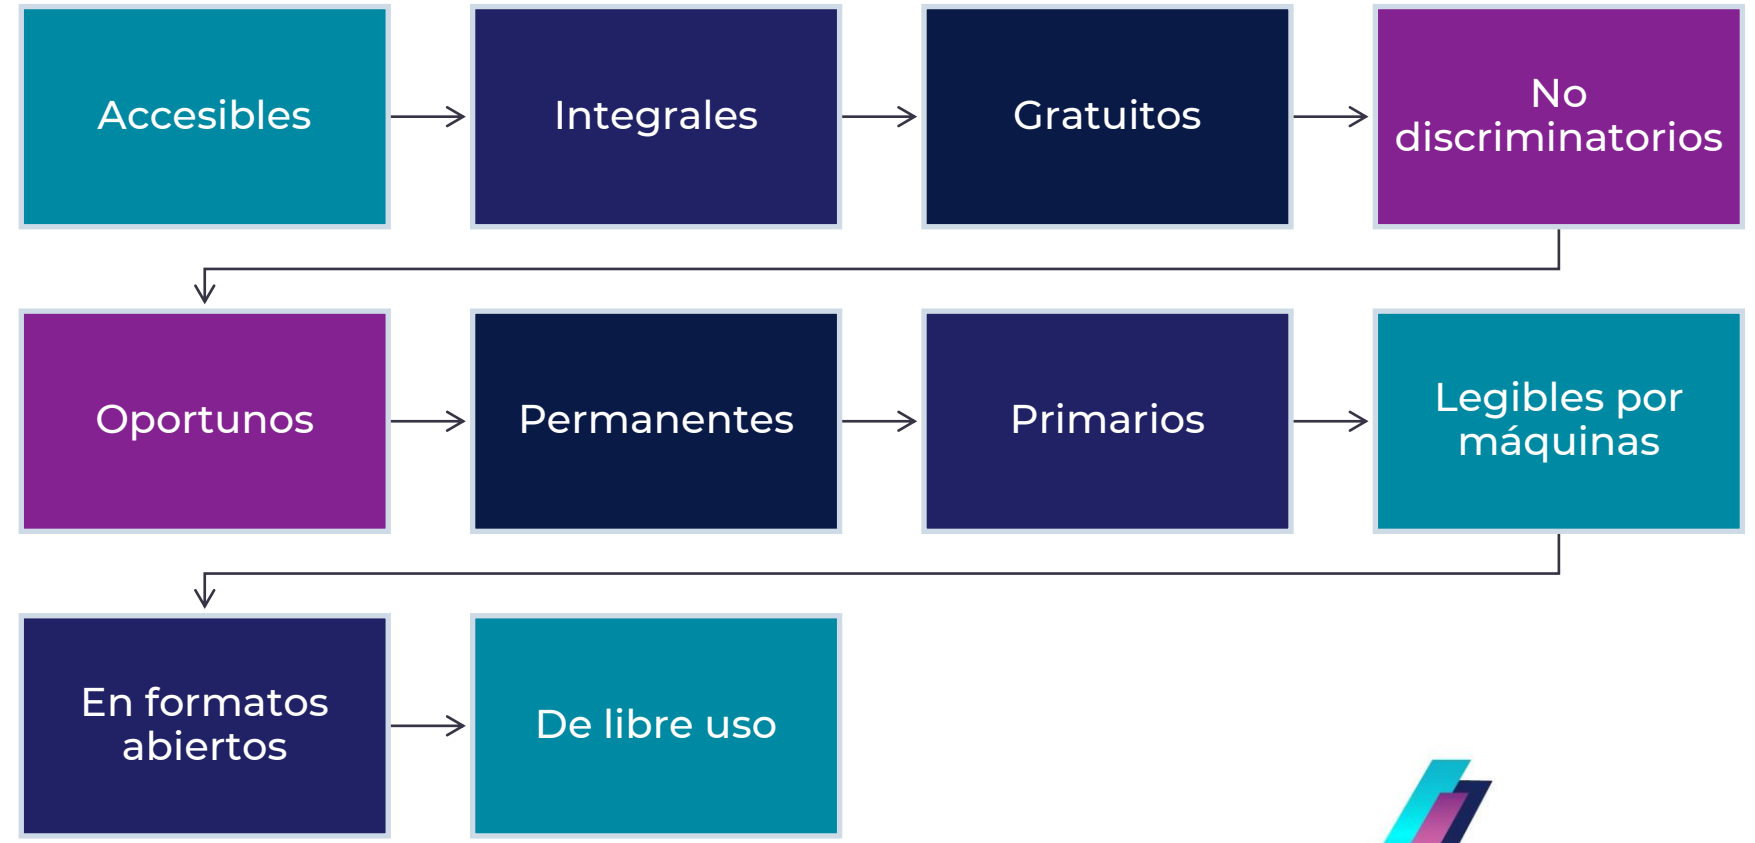 Accesibles
Integrales
Gratuitos
No
discriminatorios
Oportunos
Permanentes
Primarios
Legibles por
máquinas
En formatos
abiertos
De libre uso